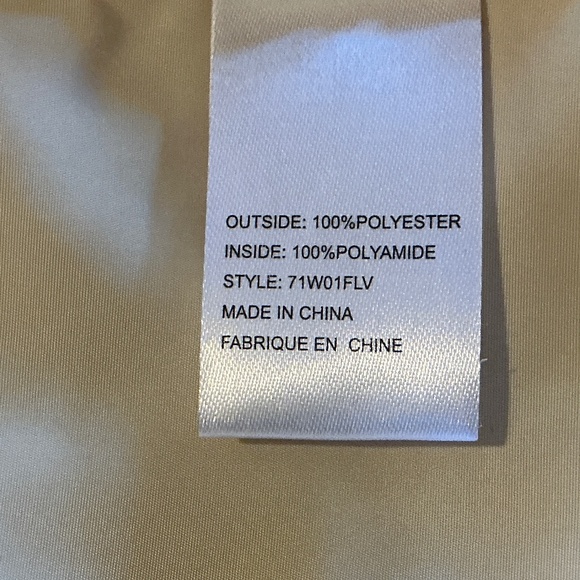 OUTSIDE: 100%POLYESTER
INSIDE: 100%POLYAMIDE
STYLE: 71W01FLV
MADE IN CHINA
FABRIQUE EN CHINE